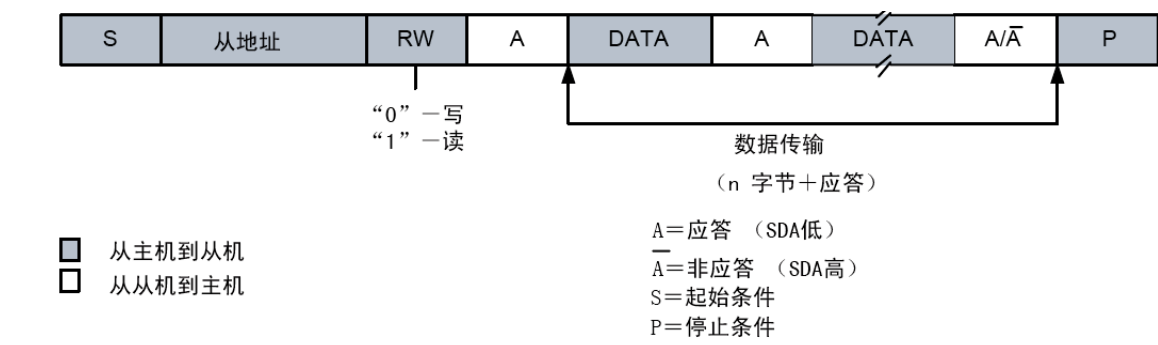 S 从地址 RW A DATA A DATA A/A̅ P
“0”－写
“1”－读
数据传输
（n 字节＋应答）
A＝应答 （SDA低）
A̅＝非应答 （SDA高）
S＝起始条件
P＝停止条件
从主机到从机
从从机到主机